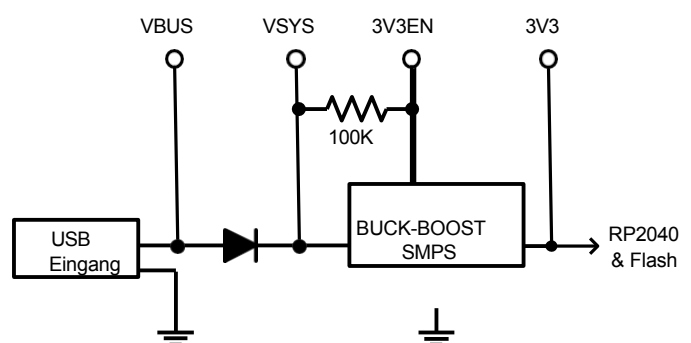 VBUS
VSYS
3V3EN
3V3
100K
USB
Eingang
BUCK-BOOST
SMPS
RP2040
& Flash